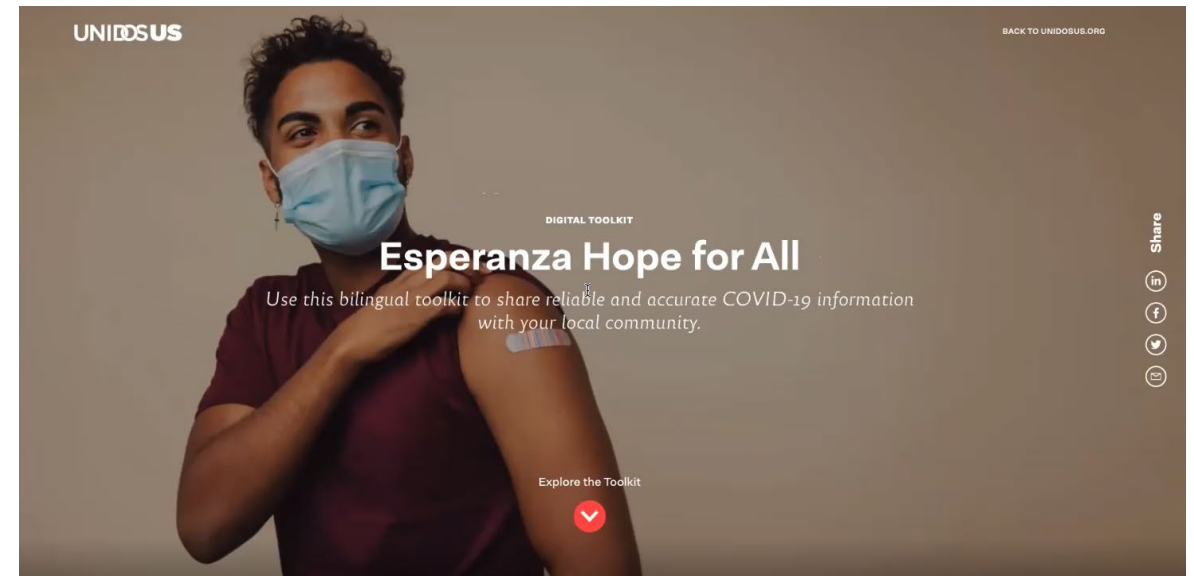 UNIDOSUS
BACK TO UNIDOSUS.ORG
DIGITAL TOOLKIT
Esperanza Hope for All
Use this bilingual toolkit to share reliable and accurate COVID-19 information
with your local community.
Share
in
f
Explore the Toolkit